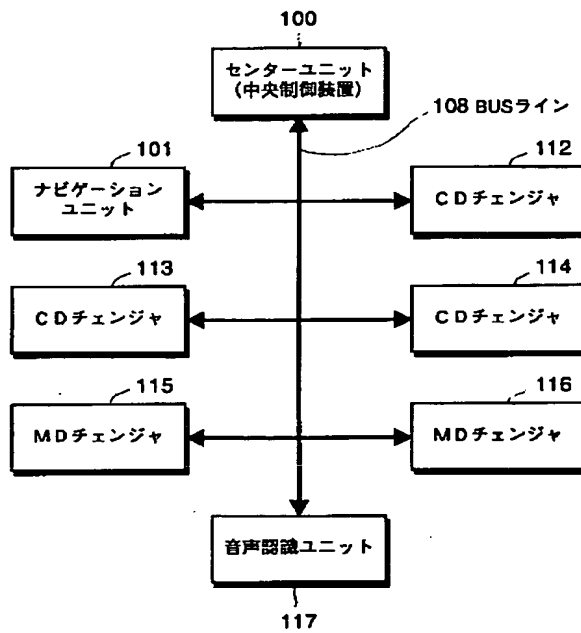 100
センターユニット
(中央制御装置)
108 BUSライン
101
ナビゲーション
ユニット
112
CDチェンジャ
113
CDチェンジャ
114
CDチェンジャ
115
MDチェンジャ
116
MDチェンジャ
音声認識ユニット
117